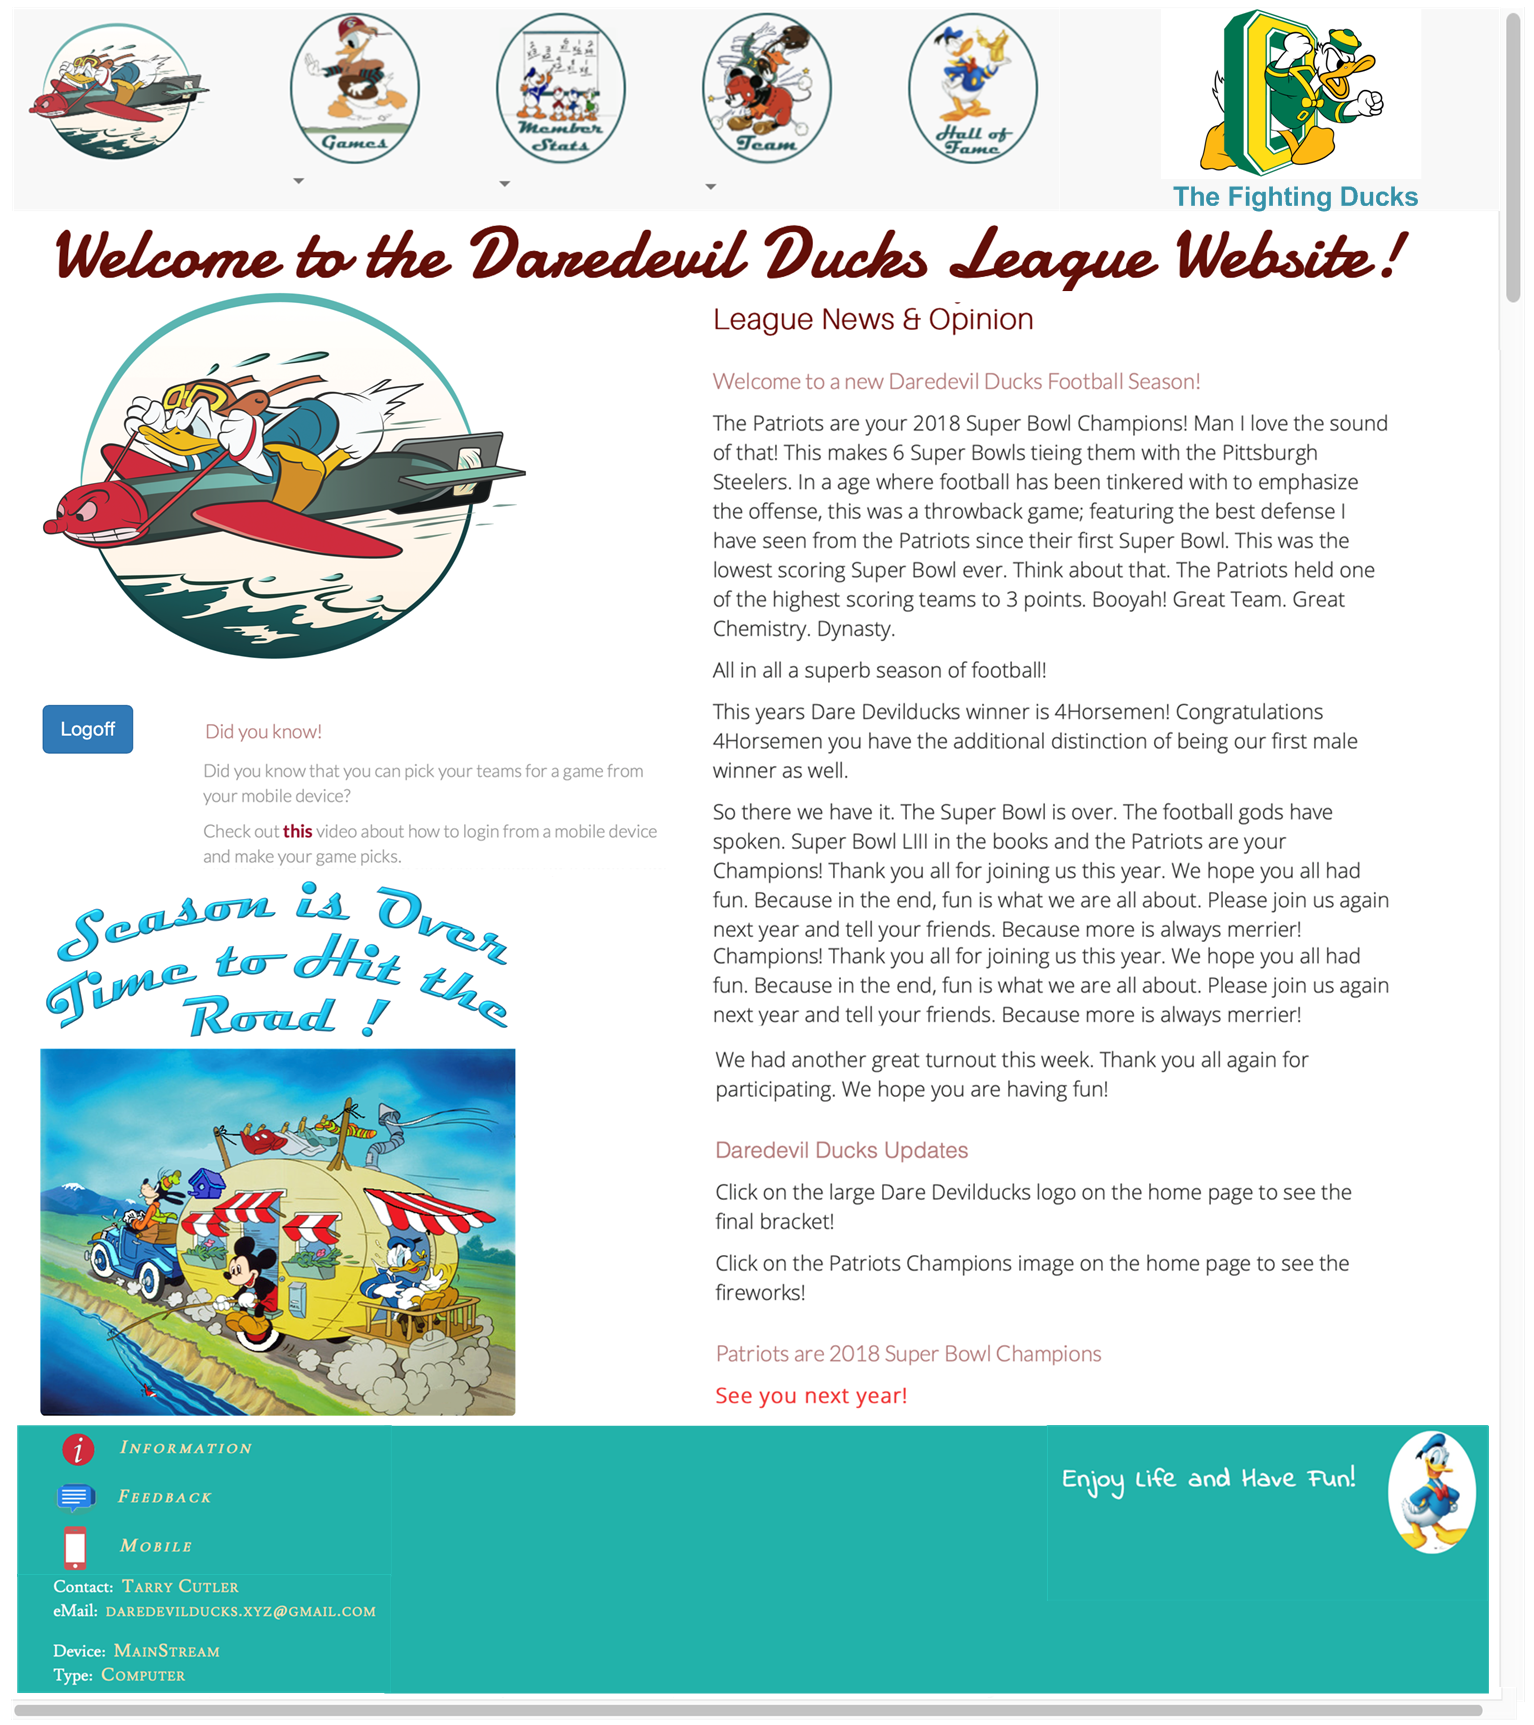 Games
Member
Stats
Team
Hall of
Fame
The Fighting Ducks
Welcome to the Daredevil Ducks League Website!
League News & Opinion
Welcome to a new Daredevil Ducks Football Season!
The Patriots are your 2018 Super Bowl Champions! Man I love the sound
of that! This makes 6 Super Bowls tieing them with the Pittsburgh
Steelers. In a age where football has been tinkered with to emphasize
the offense, this was a throwback game; featuring the best defense I
have seen from the Patriots since their first Super Bowl. This was the
lowest scoring Super Bowl ever. Think about that. The Patriots held one
of the highest scoring teams to 3 points. Booyah! Great Team. Great
Chemistry. Dynasty.
All in all a superb season of football!
This years Dare Devilducks winner is 4Horsemen! Congratulations
4Horsemen you have the additional distinction of being our first male
winner as well.
So there we have it. The Super Bowl is over. The football gods have
spoken. Super Bowl LIII in the books and the Patriots are your
Champions! Thank you all for joining us this year. We hope you all had
fun. Because in the end, fun is what we are all about. Please join us again
next year and tell your friends. Because more is always merrier!
Champions! Thank you all for joining us this year. We hope you all had
fun. Because in the end, fun is what we are all about. Please join us again
next year and tell your friends. Because more is always merrier!
We had another great turnout this week. Thank you all again for
participating. We hope you are having fun!
Daredevil Ducks Updates
Click on the large Dare Devilducks logo on the home page to see the
final bracket!
Click on the Patriots Champions image on the home page to see the
fireworks!
Patriots are 2018 Super Bowl Champions
See you next year!
Logoff
Did you know!
Did you know that you can pick your teams for a game from
your mobile device?
Check out this video about how to login from a mobile device
and make your game picks.
Season is Over
Time to Hit the
Road !
Information
Feedback
Mobile
Contact: Tarry Cutler
eMail: daredevilducks.xyz@gmail.com
Device: MainStream
Type: Computer
Enjoy Life and Have Fun!